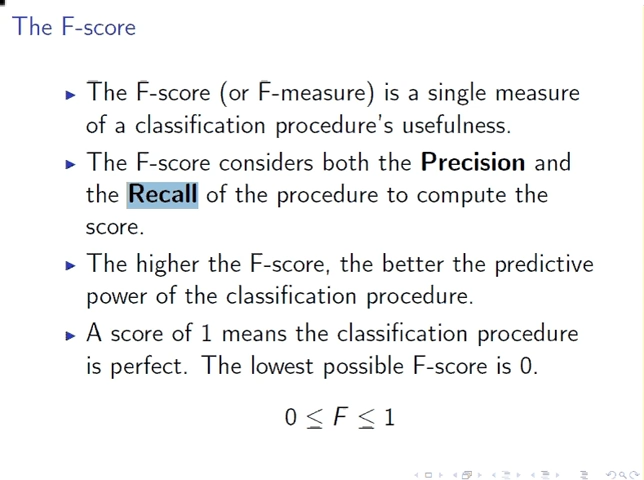 The F-score
The F-score (or F-measure) is a single measure
of a classification procedure's usefulness.
The F-score considers both the Precision and
the Recall of the procedure to compute the
score.
The higher the F-score, the better the predictive
power of the classification procedure.
A score of 1 means the classification procedure
is perfect. The lowest possible F-score is 0.
0 ≤ F ≤ 1